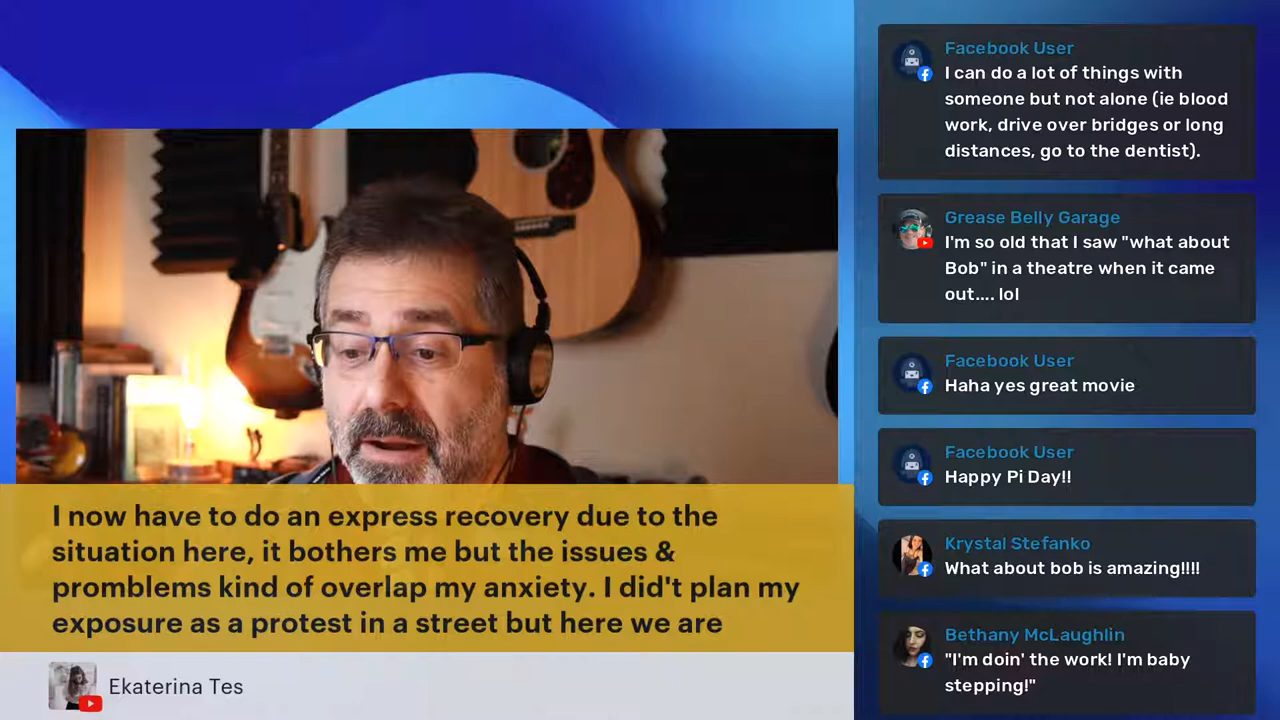 Facebook User
I can do a lot of things with
someone but not alone (ie blood
work, drive over bridges or long
distances, go to the dentist).
Grease Belly Garage
I'm so old that I saw "what about
Bob" in a theatre when it came
out.... lol
Facebook User
Haha yes great movie
Facebook User
Happy Pi Day!!
Krystal Stefanko
What about bob is amazing!!!!
Bethany McLaughlin
"I'm doin' the work! I'm baby
stepping!"
I now have to do an express recovery due to the
situation here, it bothers me but the issues &
promblems kind of overlap my anxiety. I did't plan my
exposure as a protest in a street but here we are
Ekaterina Tes